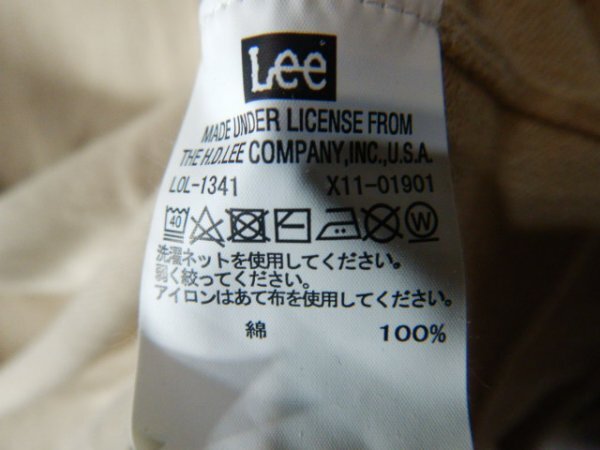 Lee
MADE UNDER LICENSE FROM
THE H.D.LEE COMPANY,INC.,U.S.A.
LOL-1341 X11-01901
40 W
洗濯ネットを使用してください。
弱く絞ってください。
アイロンはあて布を使用してください。
綿 100%